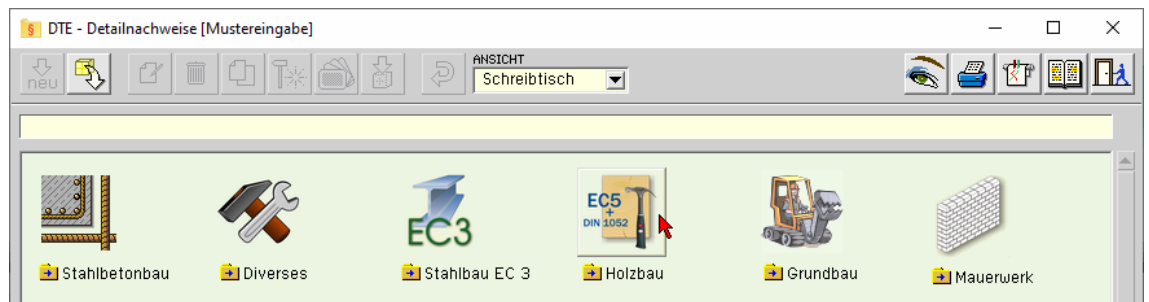 § DTE - Detailnachweise [Mustereingabe]
neu
ANSICHT
Schreibtisch
EC3
EC5
+
DIN 1052
Stahlbetonbau
Diverses
Stahlbau EC 3
Holzbau
Grundbau
Mauerwerk